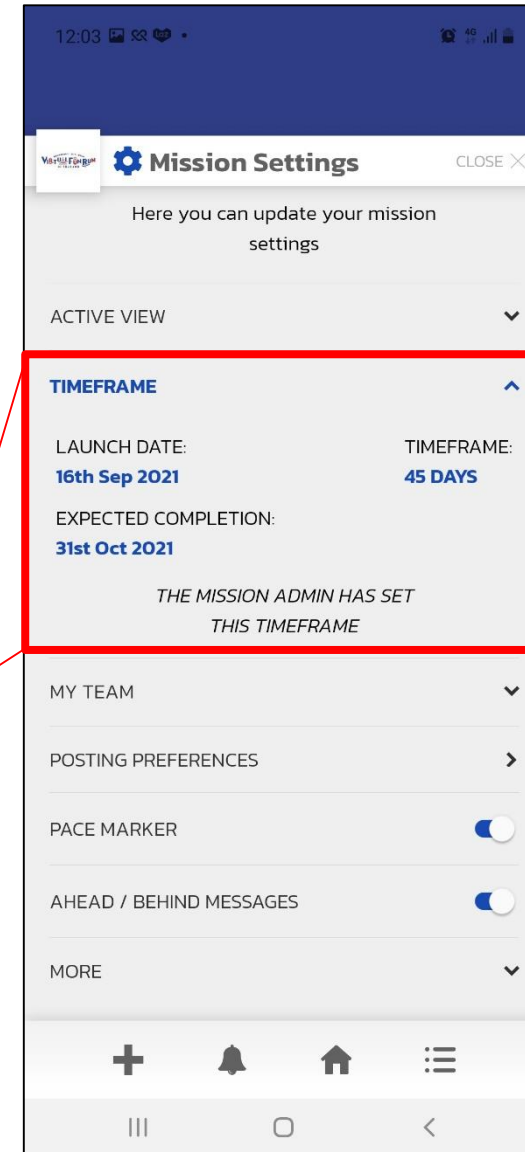 12:03
4G
Mission Settings
CLOSE
Here you can update your mission
settings
ACTIVE VIEW
TIMEFRAME
LAUNCH DATE: TIMEFRAME:
16th Sep 2021 45 DAYS
EXPECTED COMPLETION:
31st Oct 2021
THE MISSION ADMIN HAS SET
THIS TIMEFRAME
MY TEAM
POSTING PREFERENCES
PACE MARKER
AHEAD / BEHIND MESSAGES
MORE